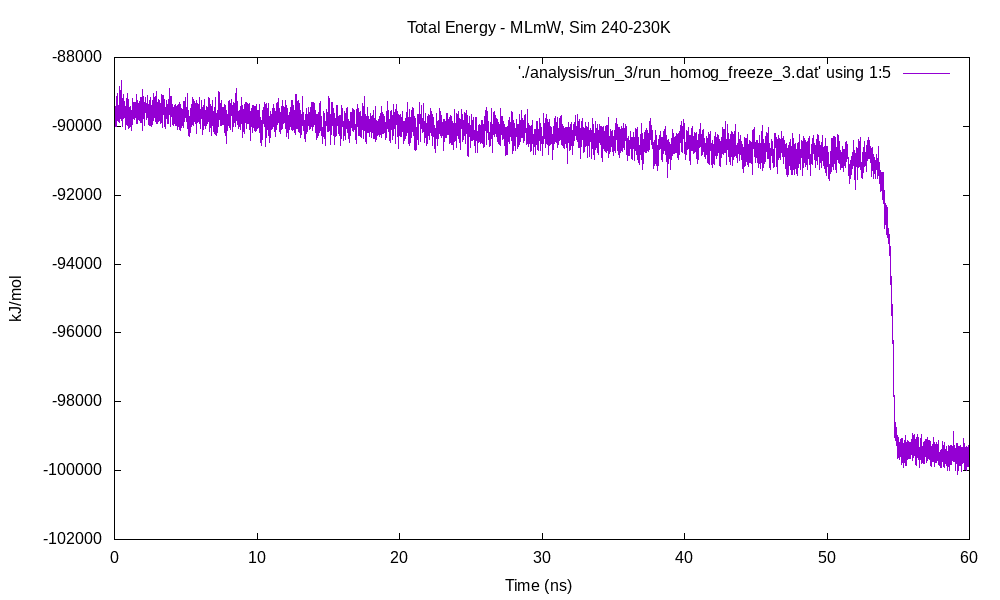 Total Energy - MLmW, Sim 240-230K
'./analysis/run_3/run_homog_freeze_3.dat' using 1:5
-88000
-90000
-92000
-94000
-96000
-98000
-100000
-102000
kJ/mol
0 10 20 30 40 50 60
Time (ns)